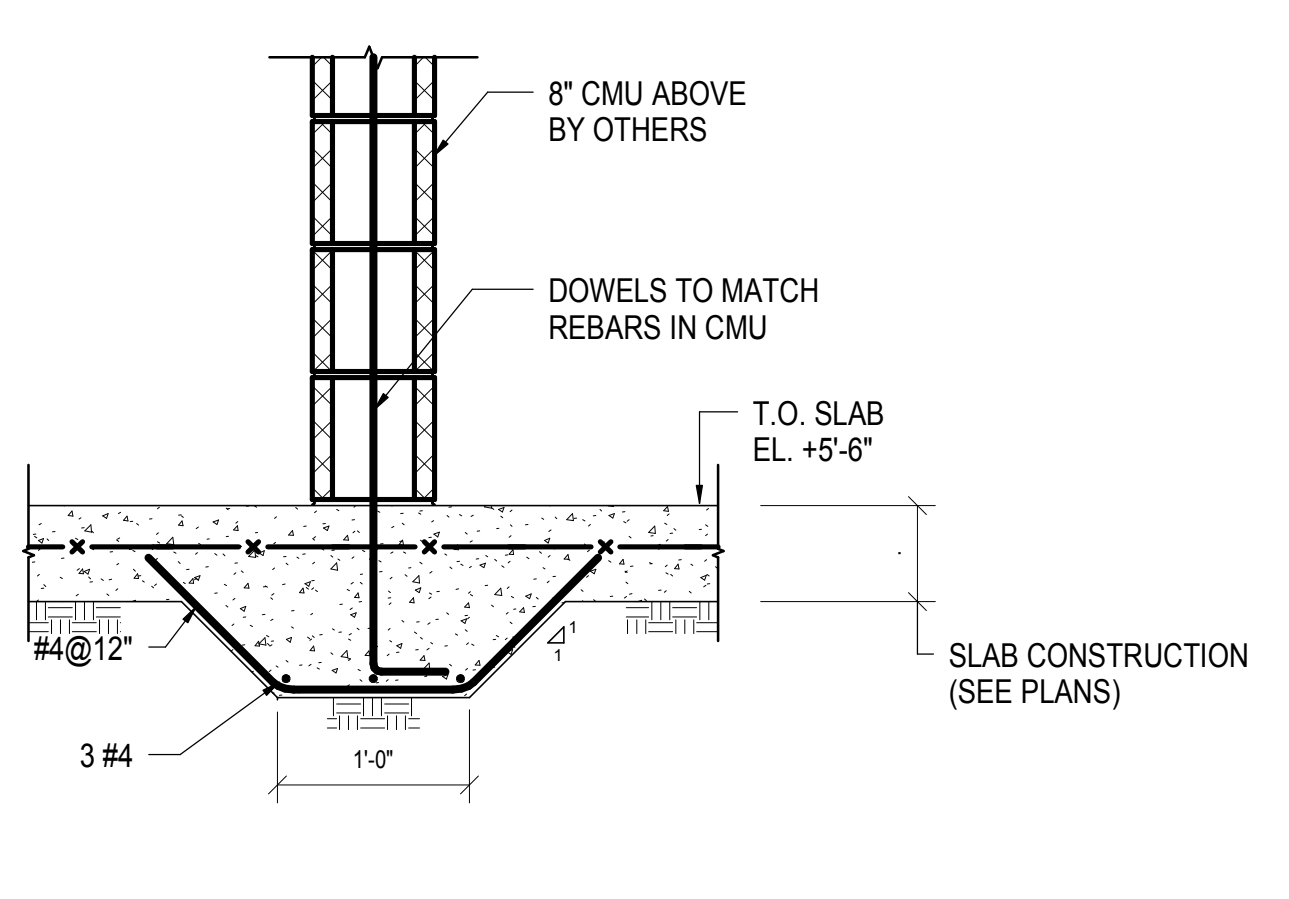 8" CMU ABOVE
BY OTHERS
DOWELS TO MATCH
REBARS IN CMU
T.O. SLAB
EL. +5'-6"
#4@12"
1
1
SLAB CONSTRUCTION
(SEE PLANS)
3 #4
1'-0"